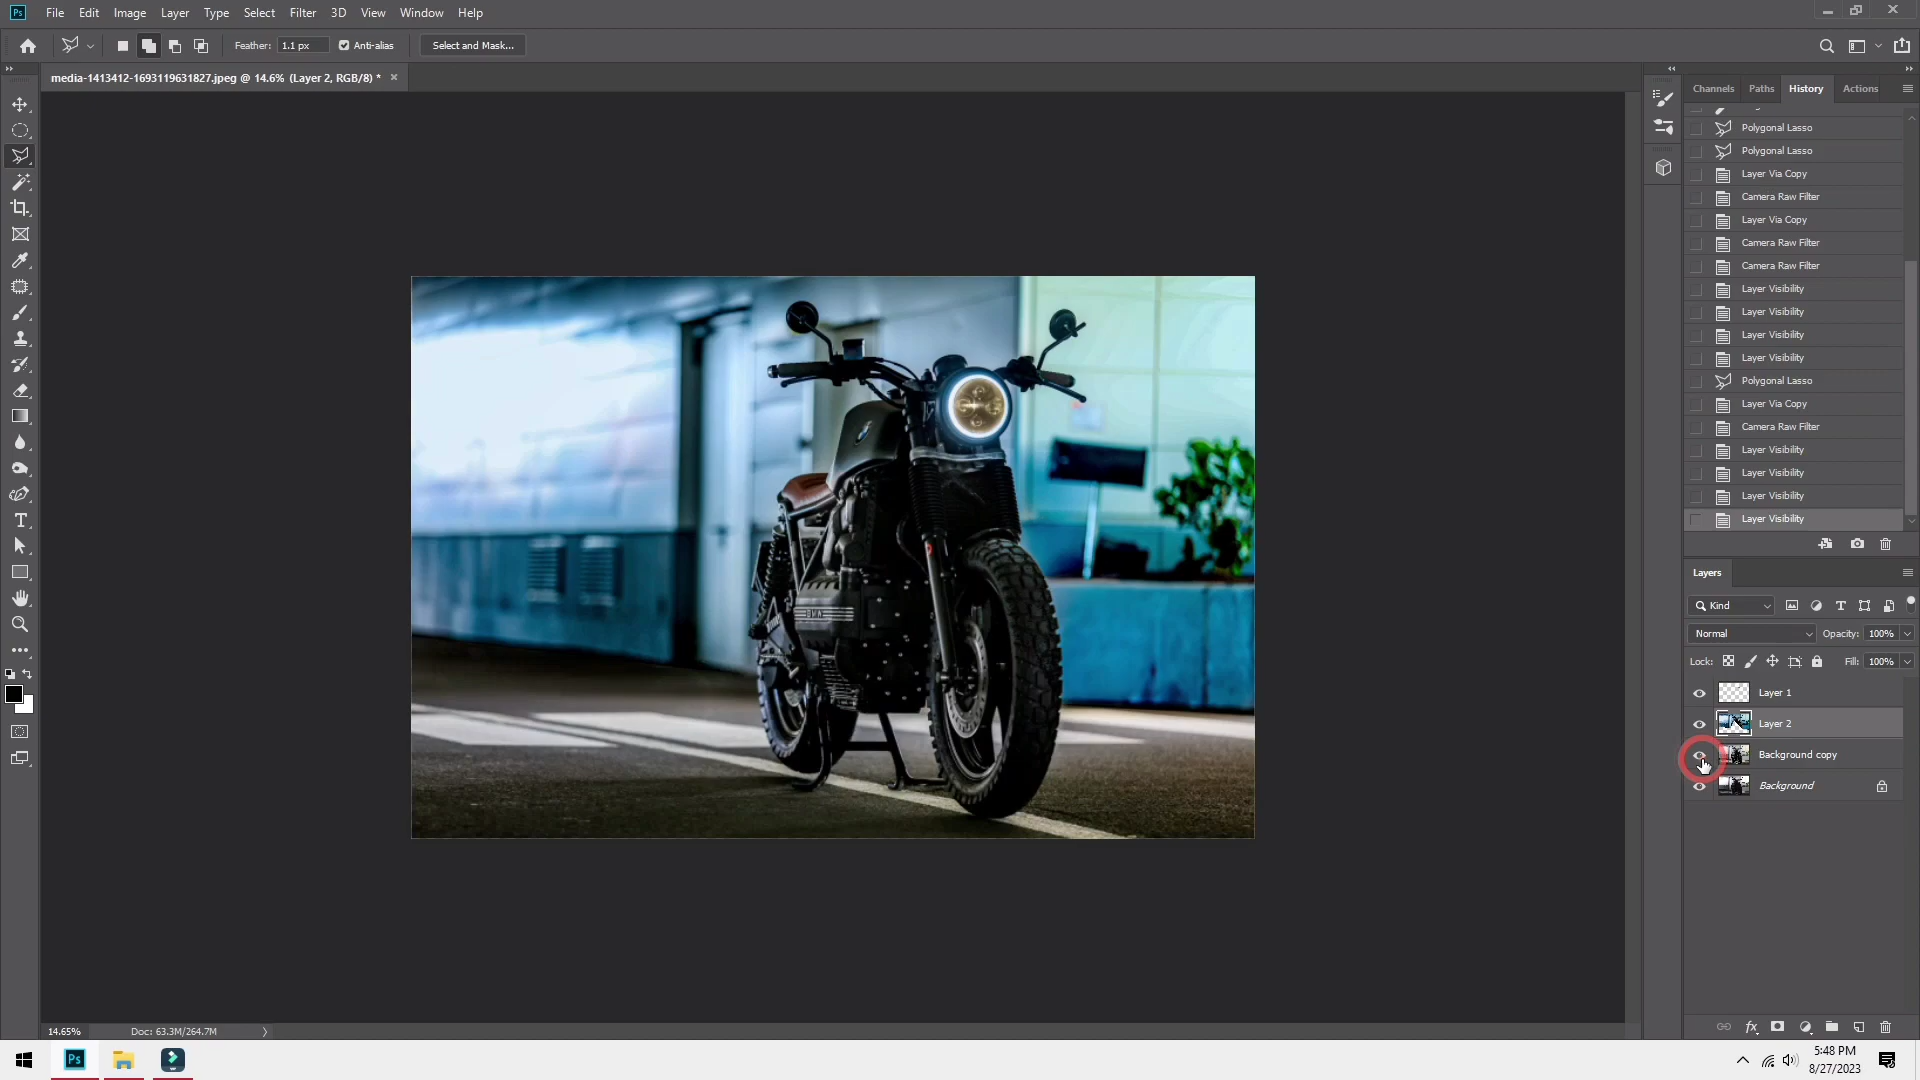 Ps File Edit Image Layer Type Select Filter 3D View Window Help
Feather: 1.1 px Anti-alias Select and Mask...
media-1413412-1693119631827.jpeg @ 14.6% (Layer 2, RGB/8) *
Channels Paths History Actions
Polygonal Lasso
Polygonal Lasso
Layer Via Copy
Camera Raw Filter
Layer Via Copy
Camera Raw Filter
Camera Raw Filter
Layer Visibility
Layer Visibility
Layer Visibility
Layer Visibility
Polygonal Lasso
Layer Via Copy
Camera Raw Filter
Layer Visibility
Layer Visibility
Layer Visibility
Layer Visibility
Layers
Kind
Normal Opacity: 100%
Lock: Fill: 100%
Layer 1
Layer 2
Background copy
Background
BMW
14.65% Doc: 63.3M/264.7M
fx
Ps
5:48 PM
8/27/2023